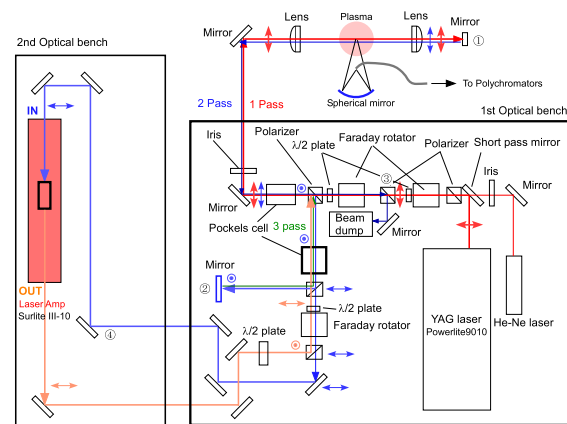 Mirror
Lens
Plasma
Lens
Mirror
①
2nd Optical bench
To Polychromators
Spherical mirror
1st Optical bench
2 Pass
1 Pass
IN
Iris
Polarizer
λ/2 plate
Faraday rotator
Polarizer
Short pass mirror
Iris
Mirror
③
Mirror
Pockels cell
3 pass
Beam
dump
Mirror
Mirror
②
OUT
Laser Amp
Surlite III-10
λ/2 plate
Faraday rotator
④
λ/2 plate
YAG laser
Powerlite9010
He-Ne laser